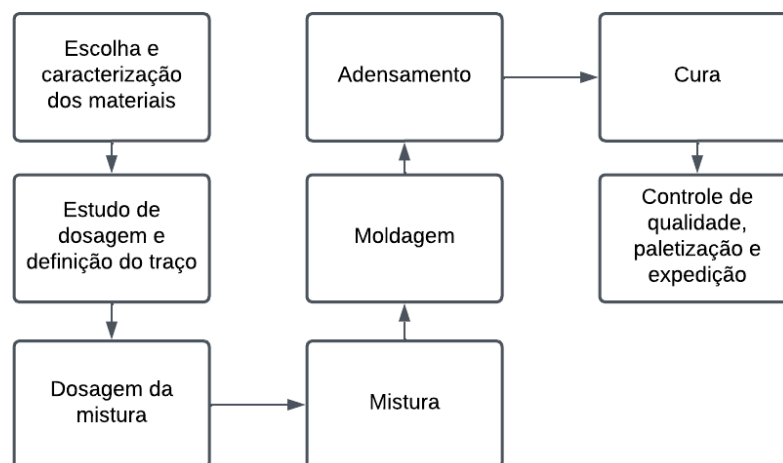 Escolha e
caracterização
dos materiais
Estudo de
dosagem e
definição do traço
Dosagem da
mistura
Mistura
Moldagem
Adensamento
Cura
Controle de
qualidade,
paletização e
expedição